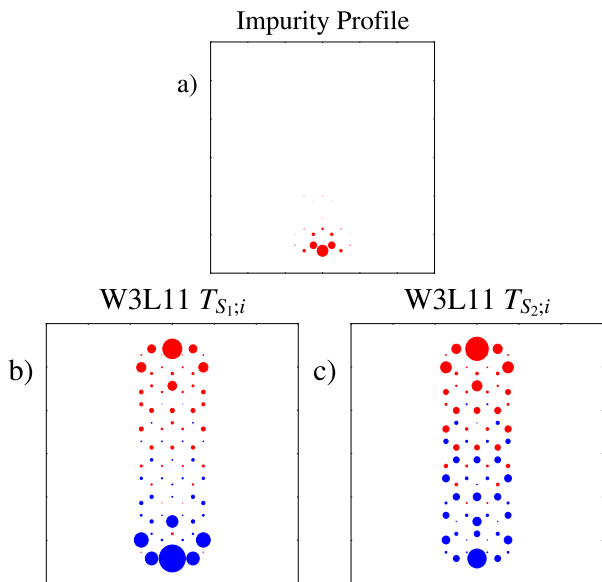 Impurity Profile
a)
W3L11 T_{S_1;i}
W3L11 T_{S_2;i}
b)
c)